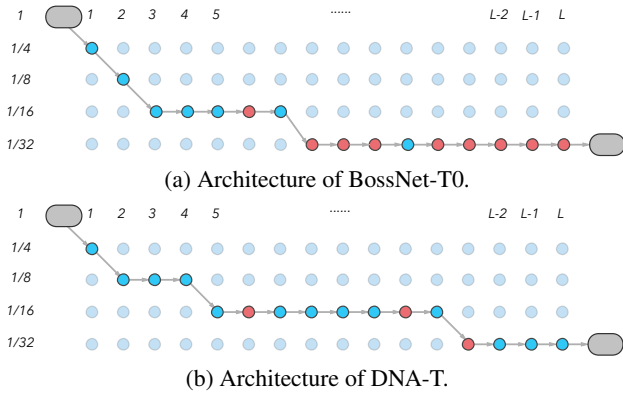 1 1 2 3 4 5 ...... L-2 L-1 L
1/4
1/8
1/16
1/32
(a) Architecture of BossNet-T0.
1 1 2 3 4 5 ...... L-2 L-1 L
1/4
1/8
1/16
1/32
(b) Architecture of DNA-T.